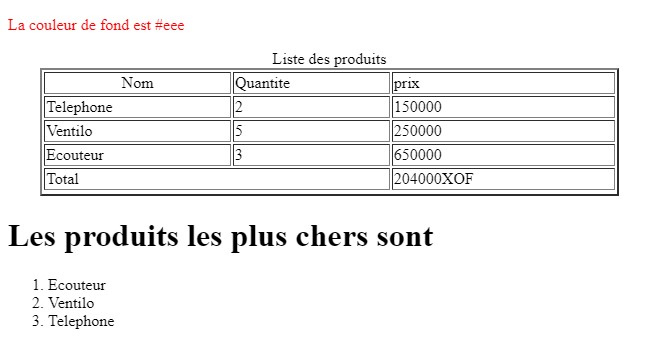 La couleur de fond est #eee
Liste des produits
Nom Quantite prix
Telephone 2 150000
Ventilo 5 250000
Ecouteur 3 650000
Total 204000XOF
Les produits les plus chers sont
1. Ecouteur
2. Ventilo
3. Telephone